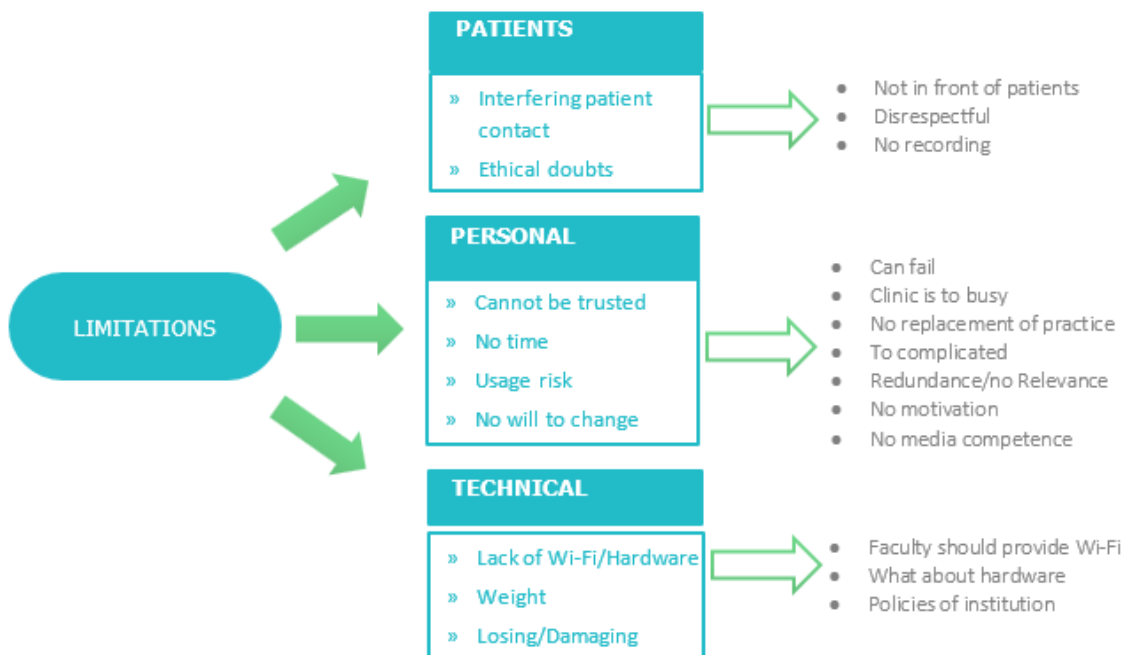 PATIENTS
» Interfering patient
contact
» Ethical doubts
● Not in front of patients
● Disrespectful
● No recording
LIMITATIONS
PERSONAL
» Cannot be trusted
» No time
» Usage risk
» No will to change
● Can fail
● Clinic is to busy
● No replacement of practice
● To complicated
● Redundance/no Relevance
● No motivation
● No media competence
TECHNICAL
» Lack of Wi-Fi/Hardware
» Weight
» Losing/Damaging
● Faculty should provide Wi-Fi
● What about hardware
● Policies of institution